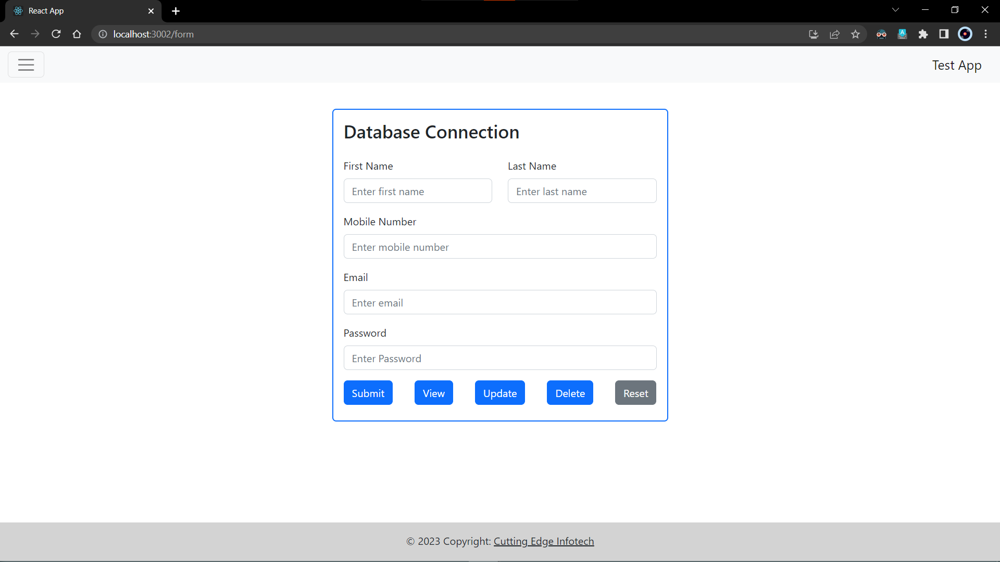 React App
localhost:3002/form
Test App
Database Connection
First Name Last Name
Enter first name Enter last name
Mobile Number
Enter mobile number
Email
Enter email
Password
Enter Password
Submit View Update Delete Reset
© 2023 Copyright: Cutting Edge Infotech